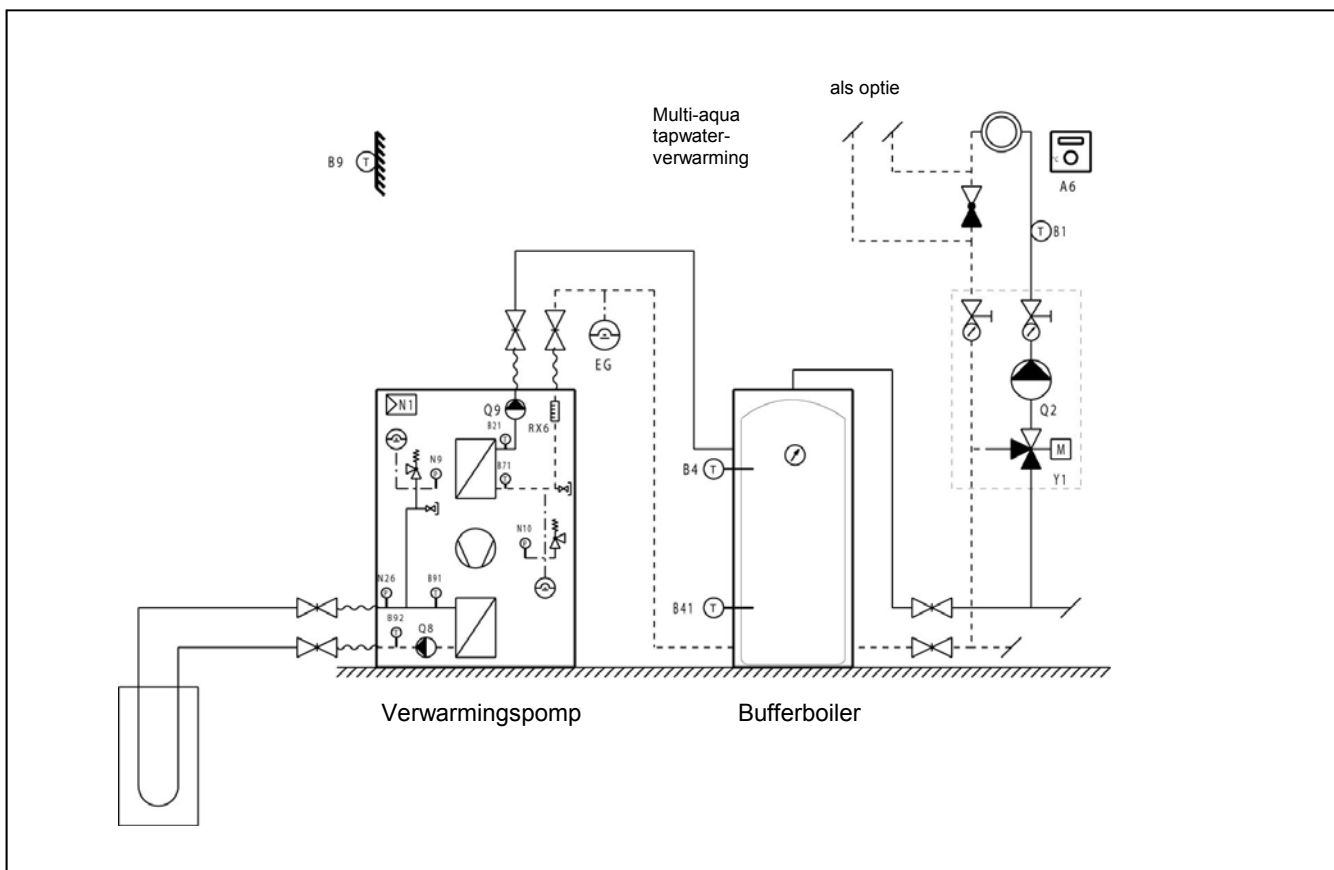 als optie
Multi-aqua
tapwater-
verwarming
B9 T
°C
A6
T B1
EG
N1
Q9
RX6
B21
T
Q2
N9
P
B71
T
M
Y1
B4 T
N10
P
N26
P
B91
T
B41 T
B92
T
Q8
Verwarmingspomp
Bufferboiler